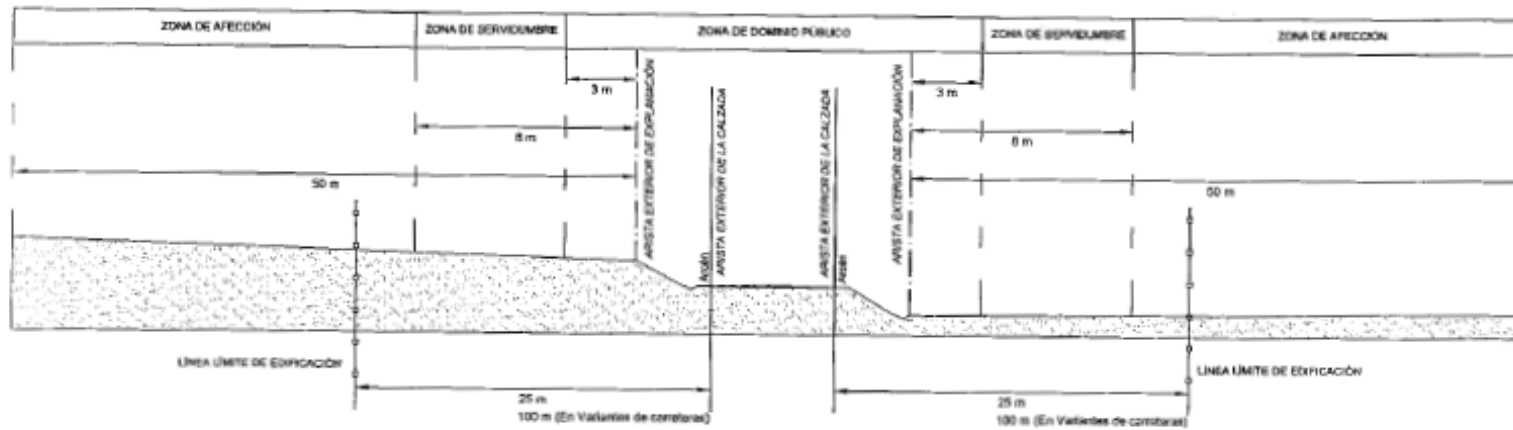 ZONA DE AFECCIÓN
ZONA DE SERVIDUMBRE
ZONA DE DOMINIO PÚBLICO
ZONA DE SERVIDUMBRE
ZONA DE AFECCIÓN
3 m
3 m
8 m
8 m
50 m
50 m
ARISTA EXTERIOR DE EXPLANACIÓN
Arcén
ARISTA EXTERIOR DE LA CALZADA
ARISTA EXTERIOR DE LA CALZADA
Arcén
ARISTA EXTERIOR DE EXPLANACIÓN
LÍNEA LÍMITE DE EDIFICACIÓN
LÍNEA LÍMITE DE EDIFICACIÓN
25 m
100 m (En Variantes de carreteras)
25 m
100 m (En Variantes de carreteras)